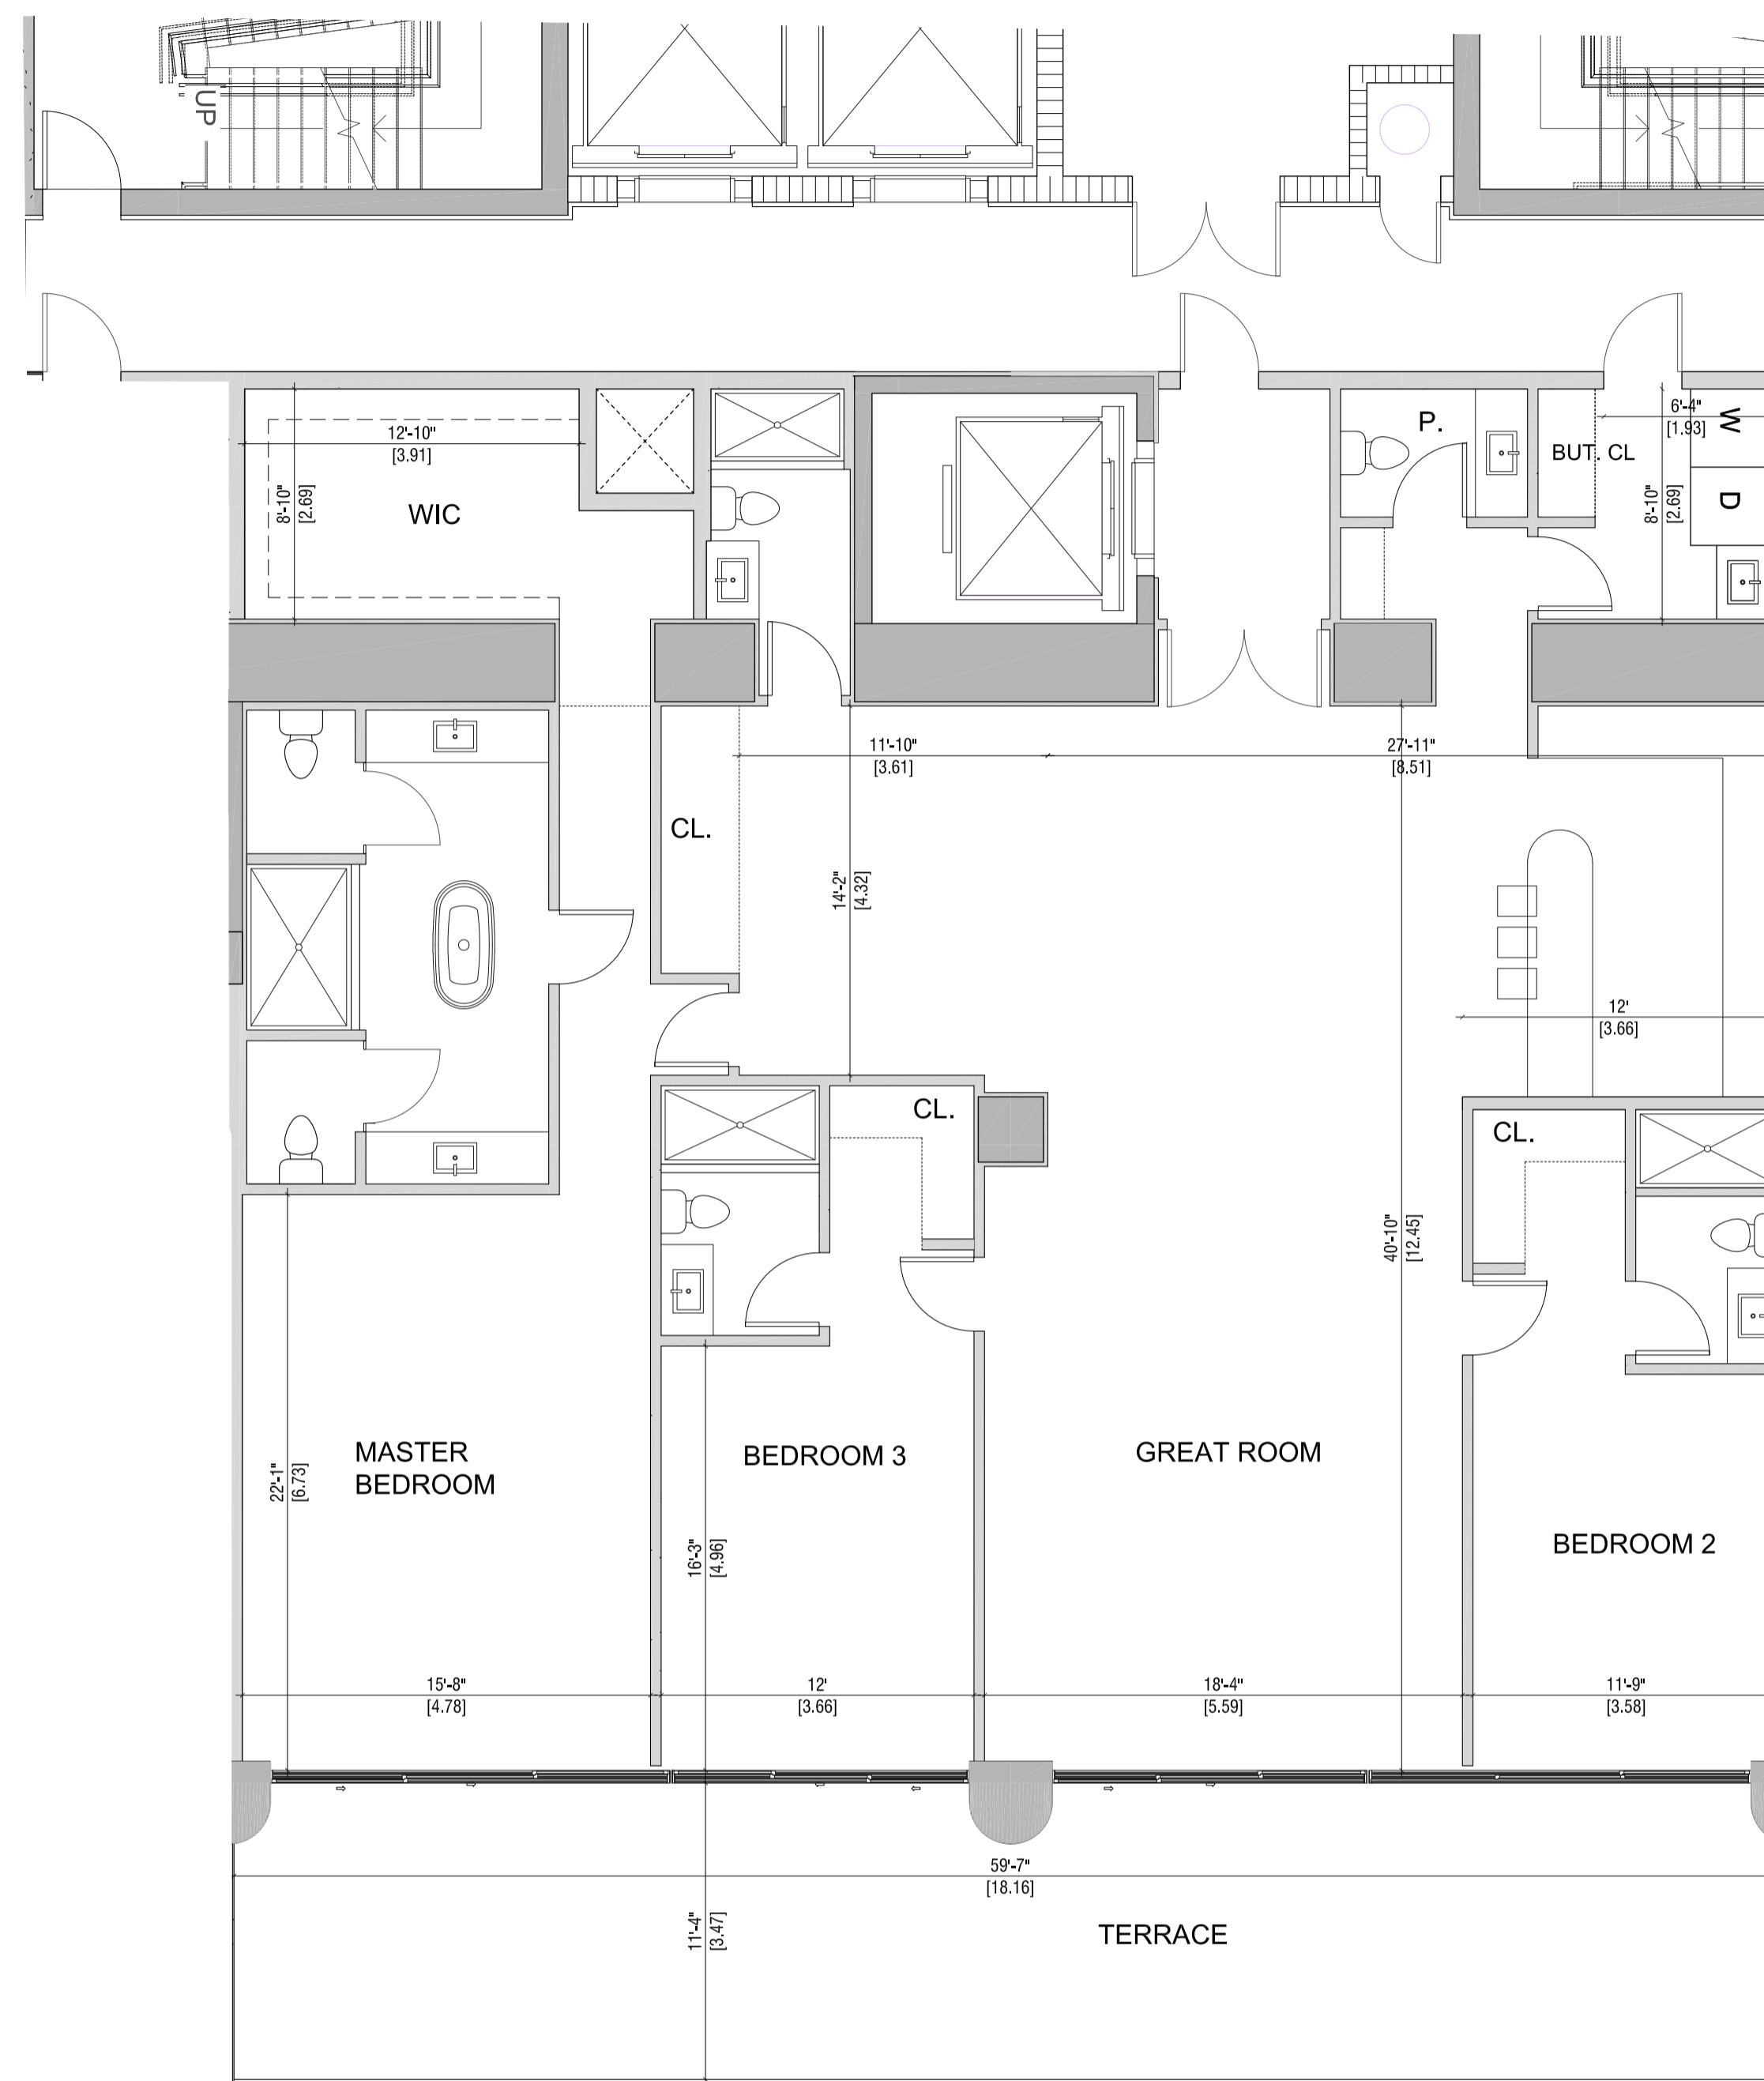 UP
12'-10"
[3.91]
8'-10"
[2.69]
WIC
P.
BUT. CL
6'-4"
[1.93]
8'-10"
[2.69]
W
D
11'-10"
[3.61]
27'-11"
[8.51]
CL.
14'-2"
[4.32]
12'
[3.66]
CL.
CL.
40'-10"
[12.45]
MASTER
BEDROOM
22'-1"
[6.73]
BEDROOM 3
16'-3"
[4.96]
GREAT ROOM
BEDROOM 2
15'-8"
[4.78]
12'
[3.66]
18'-4"
[5.59]
11'-9"
[3.58]
59'-7"
[18.16]
11'-4"
[3.47]
TERRACE